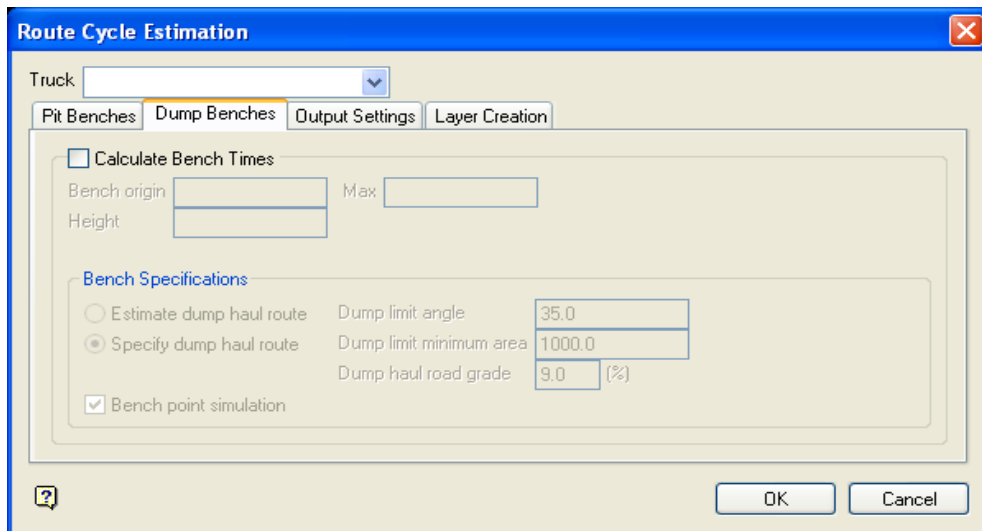 Route Cycle Estimation
Truck
Pit Benches Dump Benches Output Settings Layer Creation
Calculate Bench Times
Bench origin Max
Height
Bench Specifications
Estimate dump haul route Dump limit angle 35.0
Specify dump haul route Dump limit minimum area 1000.0
Dump haul road grade 9.0 (%)
Bench point simulation
? OK Cancel